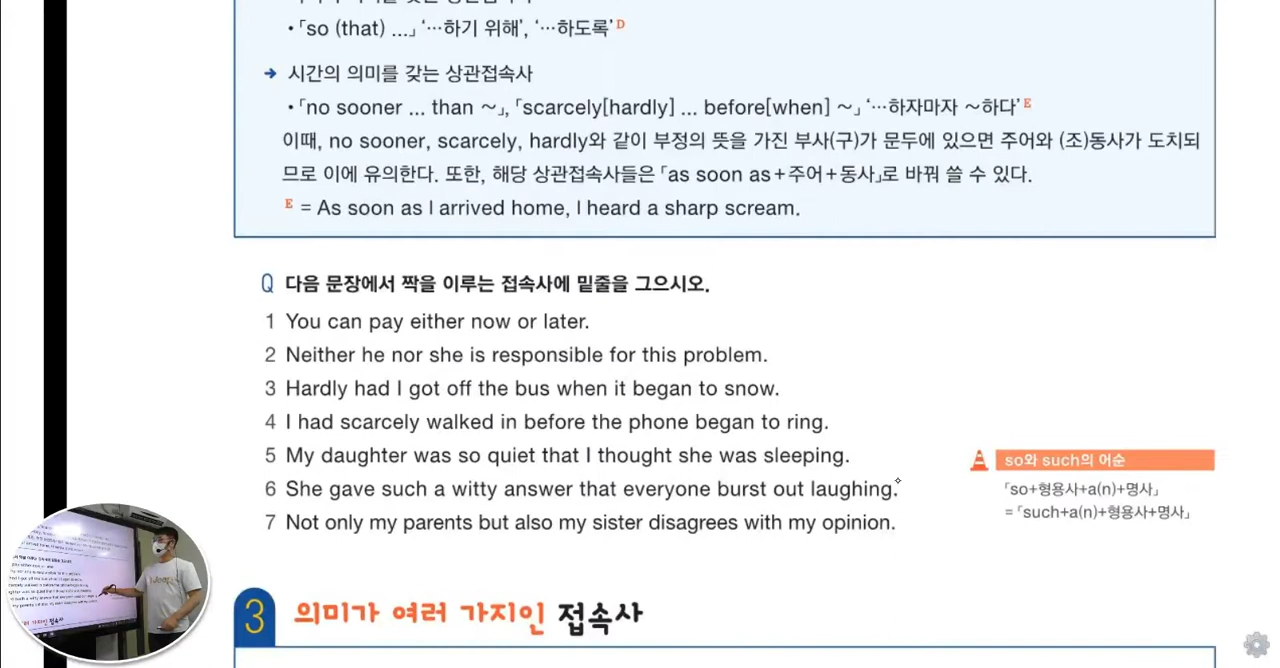 •「so (that) ...」 ‘…하기 위해’, ‘…하도록’ D
➔ 시간의 의미를 갖는 상관접속사
•「no sooner ... than ～」, 「scarcely[hardly] ... before[when] ～」 ‘…하자마자 ～하다’ E
이때, no sooner, scarcely, hardly와 같이 부정의 뜻을 가진 부사(구)가 문두에 있으면 주어와 (조)동사가 도치되
므로 이에 유의한다. 또한, 해당 상관접속사들은 「as soon as+주어+동사」로 바꿔 쓸 수 있다.
E = As soon as I arrived home, I heard a sharp scream.
Q 다음 문장에서 짝을 이루는 접속사에 밑줄을 그으시오.
1 You can pay either now or later.
2 Neither he nor she is responsible for this problem.
3 Hardly had I got off the bus when it began to snow.
4 I had scarcely walked in before the phone began to ring.
5 My daughter was so quiet that I thought she was sleeping.
6 She gave such a witty answer that everyone burst out laughing.
7 Not only my parents but also my sister disagrees with my opinion.
so와 such의 어순
「so+형용사+a(n)+명사」
=「such+a(n)+형용사+명사」
3 의미가 여러 가지인 접속사